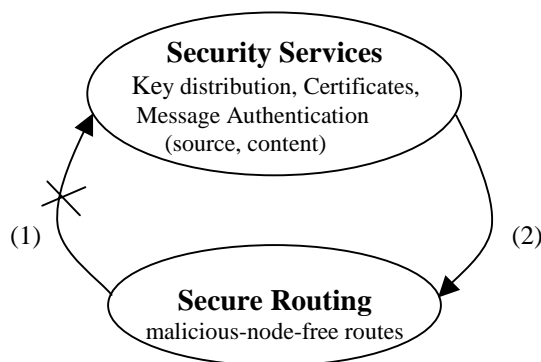 Security Services
Key distribution, Certificates,
Message Authentication
(source, content)
(1)
(2)
Secure Routing
malicious-node-free routes